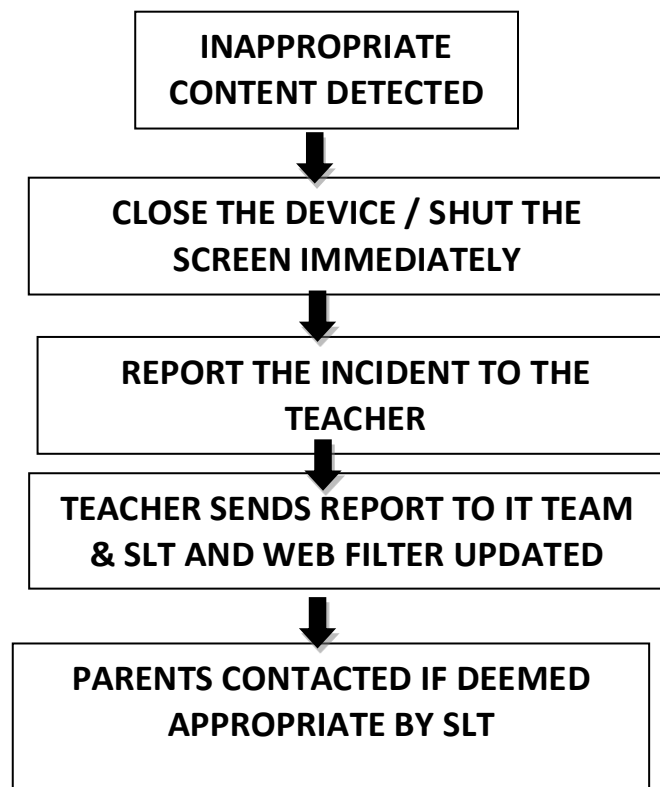 INAPPROPRIATE
CONTENT DETECTED
CLOSE THE DEVICE / SHUT THE
SCREEN IMMEDIATELY
REPORT THE INCIDENT TO THE
TEACHER
TEACHER SENDS REPORT TO IT TEAM
& SLT AND WEB FILTER UPDATED
PARENTS CONTACTED IF DEEMED
APPROPRIATE BY SLT